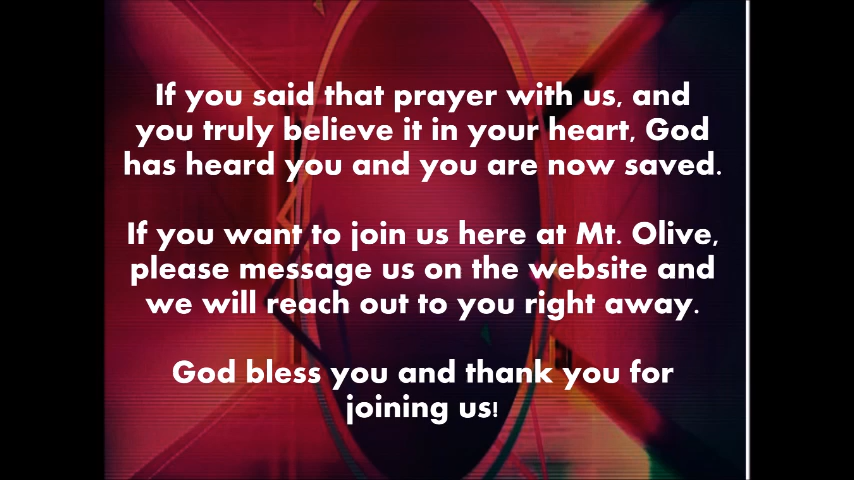 If you said that prayer with us, and
you truly believe it in your heart, God
has heard you and you are now saved.
If you want to join us here at Mt. Olive,
please message us on the website and
we will reach out to you right away.
God bless you and thank you for
joining us!